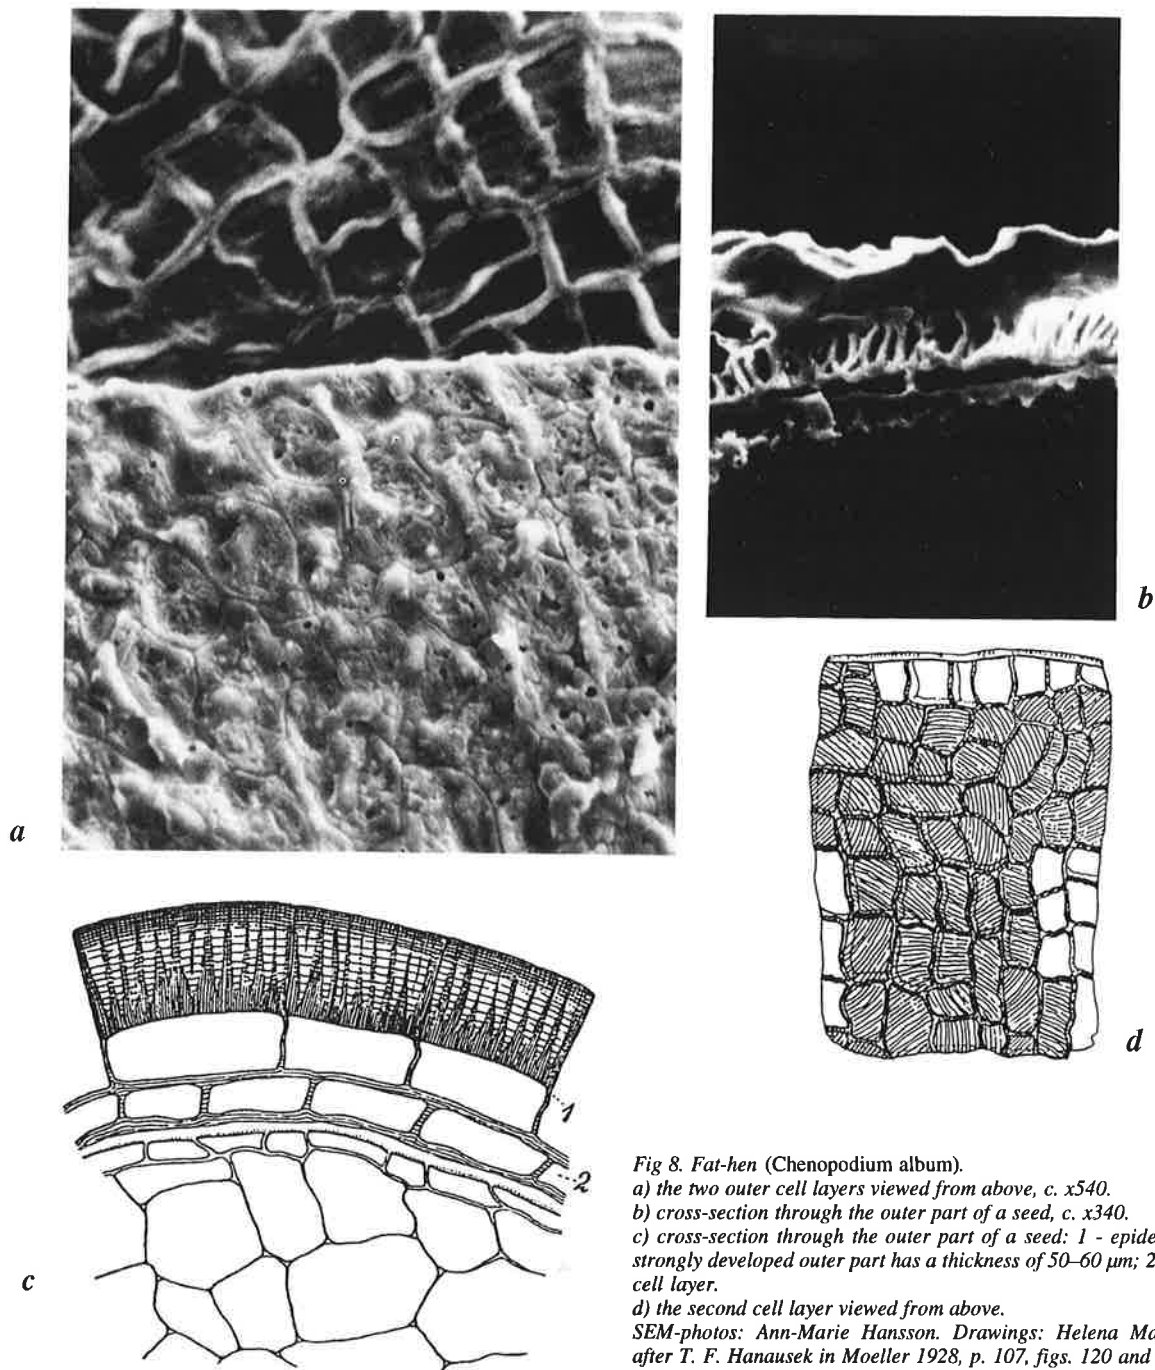 a
b
c
d
1
2
Fig 8. Fat-hen (Chenopodium album).
a) the two outer cell layers viewed from above, c. x540.
b) cross-section through the outer part of a seed, c. x340.
c) cross-section through the outer part of a seed: 1 - epide
strongly developed outer part has a thickness of 50–60 µm; 2
cell layer.
d) the second cell layer viewed from above.
SEM-photos: Ann-Marie Hansson. Drawings: Helena Ma
after T. F. Hanausek in Moeller 1928, p. 107, figs. 120 and